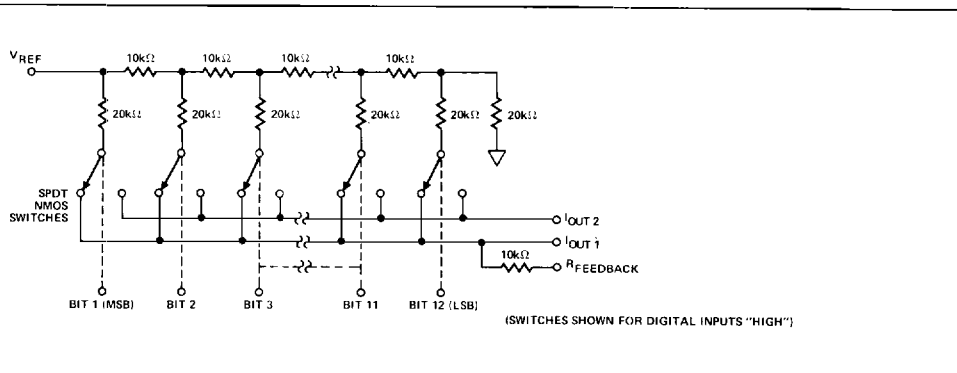 VREF
10kΩ 10kΩ 10kΩ 10kΩ
20kΩ 20kΩ 20kΩ 20kΩ 20kΩ 20kΩ
SPDT
NMOS
SWITCHES
IOUT 2
IOUT 1
10kΩ
RFEEDBACK
BIT 1 (MSB) BIT 2 BIT 3 BIT 11 BIT 12 (LSB)
(SWITCHES SHOWN FOR DIGITAL INPUTS "HIGH")